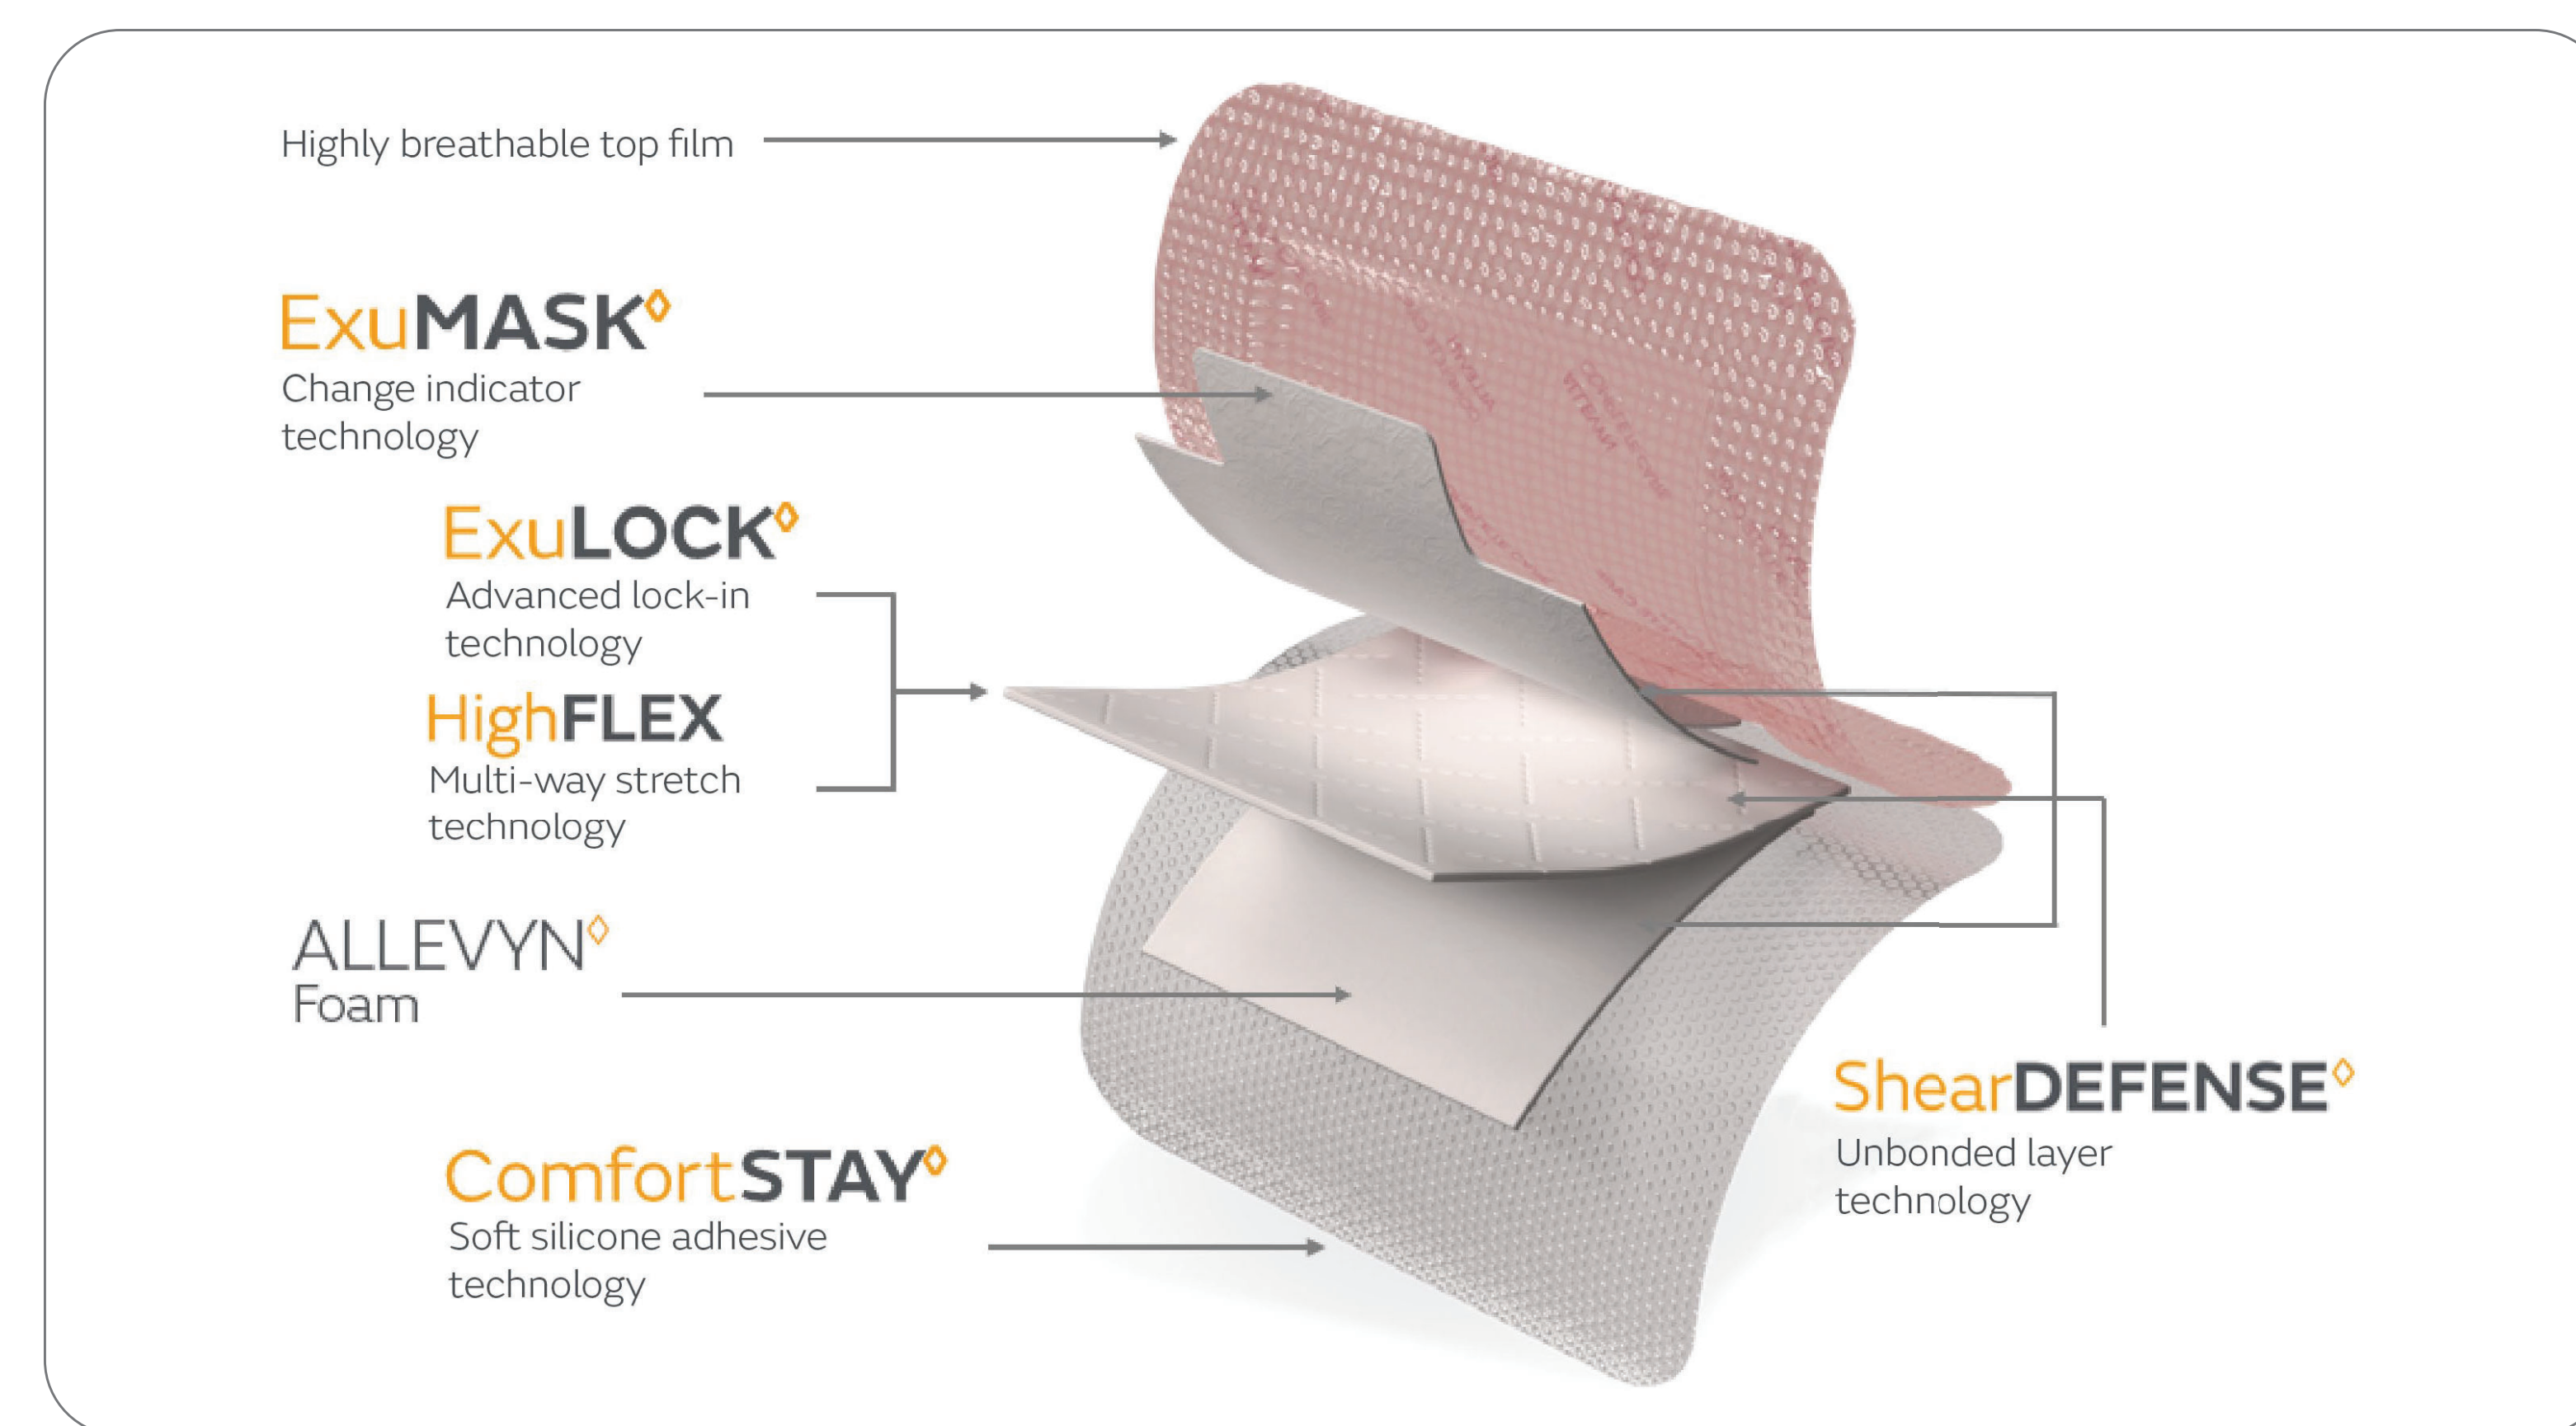 Highly breathable top film
ExuMASK◊
Change indicator
technology
ExuLOCK◊
Advanced lock-in
technology
HighFLEX
Multi-way stretch
technology
ALLEVYN◊
Foam
ComfortSTAY◊
Soft silicone adhesive
technology
ShearDEFENSE◊
Unbonded layer
technology